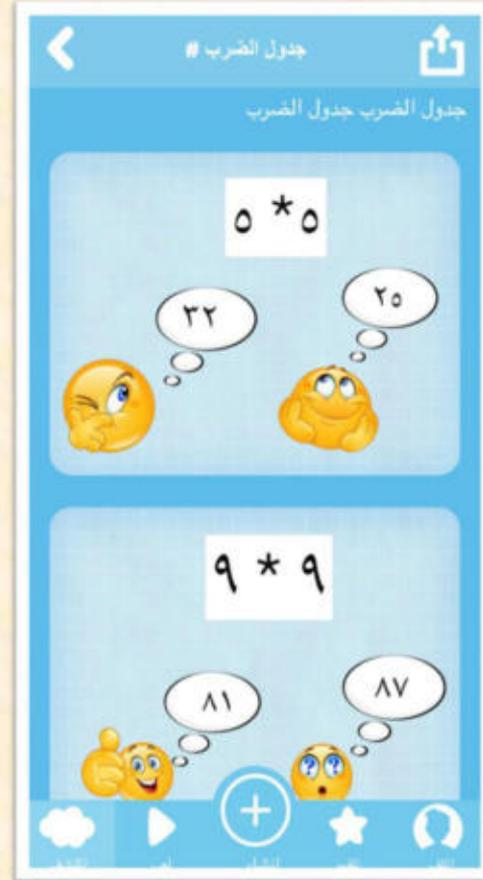 جدول الضرب #
جدول الضرب جدول الضرب
٥ * ٥
٢٥
٣٢
٩ * ٩
٨٧
٨١